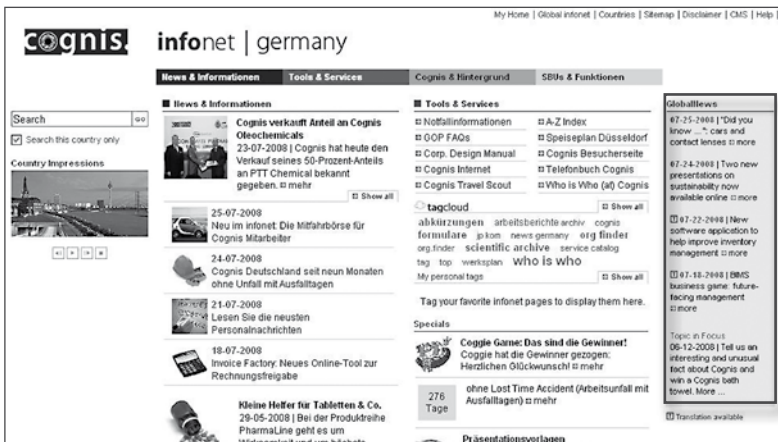 My Home | Global infonet | Countries | Sitemap | Disclaimer | CMS | Help |
cognis.
infonet | germany
News & Informationen
Tools & Services
Cognis & Hintergrund
SBUs & Funktionen
Search
GO
Search this country only
Country Impressions
News & Informationen
Cognis verkauft Anteil an Cognis
Oleochemicals
23-07-2008 | Cognis hat heute den
Verkauf seines 50-Prozent-Anteils
an PTT Chemical bekannt
gegeben. mehr
Show all
25-07-2008
Neu im infonet: Die Mitfahrbörse für
Cognis Mitarbeiter
24-07-2008
Cognis Deutschland seit neun Monaten
ohne Unfall mit Ausfalltagen
21-07-2008
Lesen Sie die neusten
Personalnachrichten
18-07-2008
Invoice Factory: Neues Online-Tool zur
Rechnungsfreigabe
Kleine Helfer für Tabletten & Co.
29-05-2008 | Bei der Produktreihe
PharmaLine geht es um
Wirksamkeit und um höchste
Tools & Services
Notfallinformationen
A-Z Index
GOP FAQs
Speiseplan Düsseldorf
Corp. Design Manual
Cognis Besucherseite
Cognis Internet
Telefonbuch Cognis
Cognis Travel Scout
Who is Who (at) Cognis
tagcloud
Show all
abkürzungen arbeitsberichte archiv cognis
formulare jp kom news germany org finder
org.finder scientific archive service catalog
tag top werksplan who is who
My personal tags
Show all
Tag your favorite infonet pages to display them here.
Specials
Coggie Game: Das sind die Gewinner!
Coggie hat die Gewinner gezogen:
Herzlichen Glückwunsch! mehr
276
Tage
ohne Lost Time Accident (Arbeitsunfall mit
Ausfalltagen) mehr
Präsentationsvorlagen
GlobalNews
07-25-2008 | "Did you
know ...": cars and
contact lenses more
07-24-2008 | Two new
presentations on
sustainability now
available online more
T 07-22-2008 | New
software application to
help improve inventory
management more
T 07-18-2008 | BIMS
business game: future-
facing management
more
Topic in Focus
06-12-2008 | Tell us an
interesting and unusual
fact about Cognis and
win a Cognis bath
towel. More ...
T Translation available